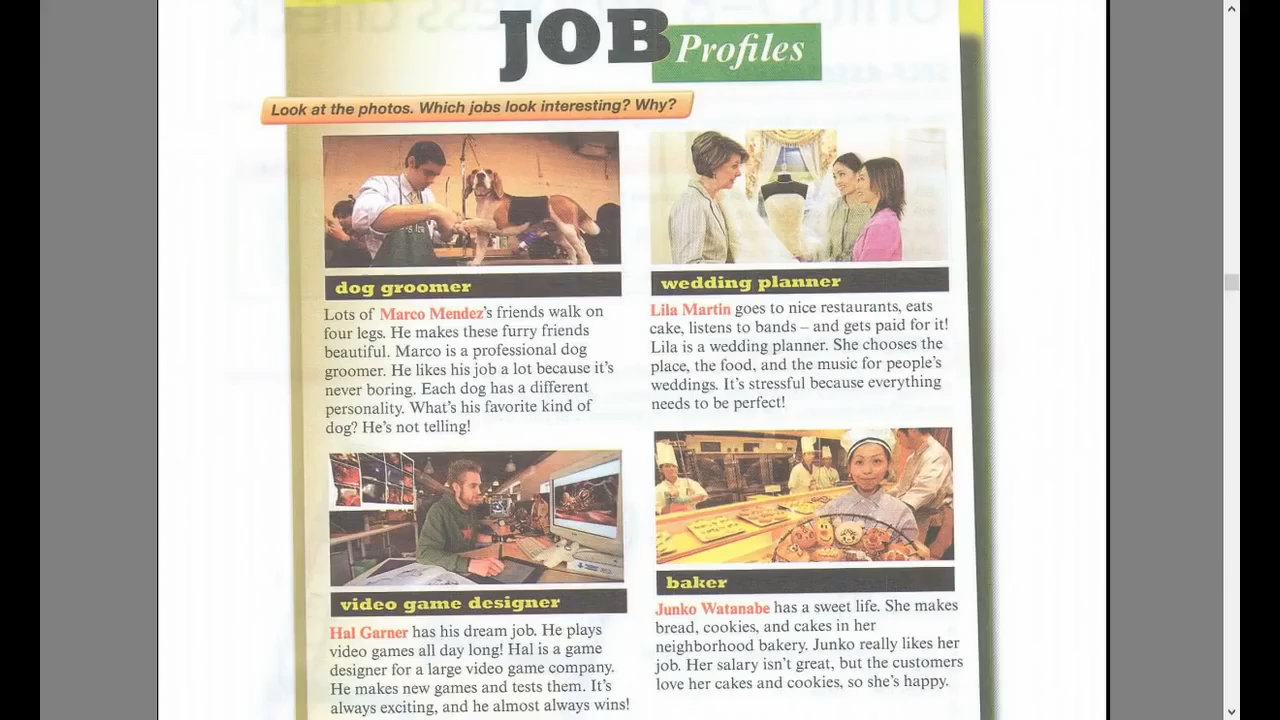 JOB
Profiles
Look at the photos. Which jobs look interesting? Why?
dog groomer
Lots of Marco Mendez's friends walk on
four legs. He makes these furry friends
beautiful. Marco is a professional dog
groomer. He likes his job a lot because it's
never boring. Each dog has a different
personality. What's his favorite kind of
dog? He's not telling!
wedding planner
Lila Martin goes to nice restaurants, eats
cake, listens to bands – and gets paid for it!
Lila is a wedding planner. She chooses the
place, the food, and the music for people's
weddings. It's stressful because everything
needs to be perfect!
video game designer
Hal Garner has his dream job. He plays
video games all day long! Hal is a game
designer for a large video game company.
He makes new games and tests them. It's
always exciting, and he almost always wins!
baker
Junko Watanabe has a sweet life. She makes
bread, cookies, and cakes in her
neighborhood bakery. Junko really likes her
job. Her salary isn't great, but the customers
love her cakes and cookies, so she's happy.